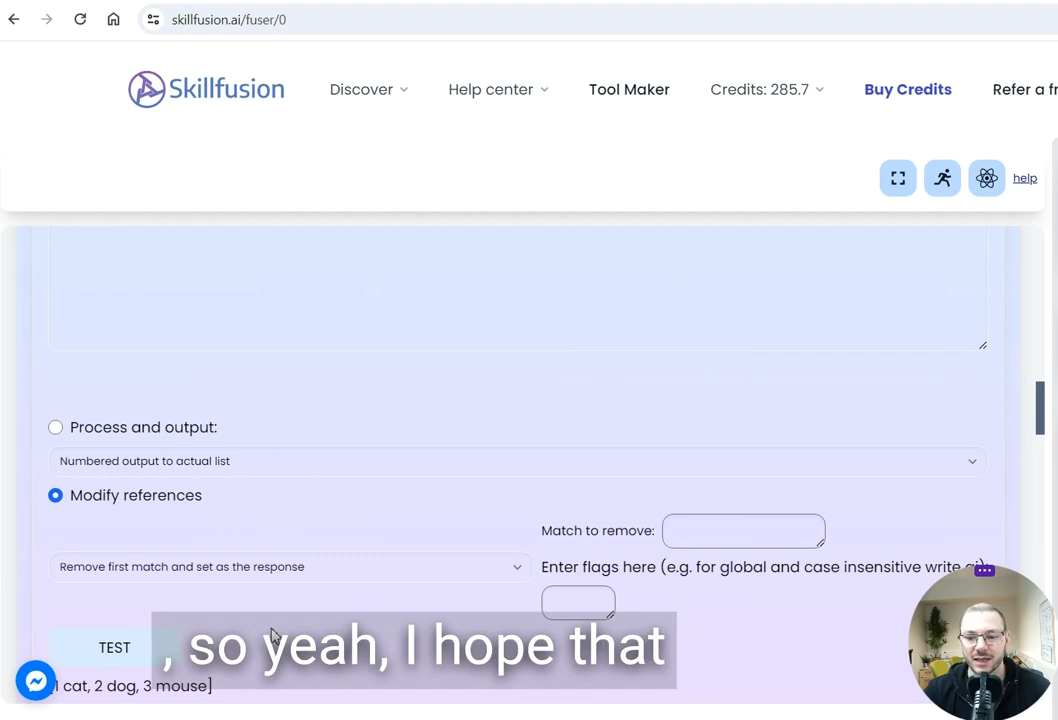 skillfusion.ai/fuser/0
Skillfusion Discover Help center Tool Maker Credits: 285.7 Buy Credits Refer a fr
help
Process and output:
Numbered output to actual list
Modify references
Match to remove:
Remove first match and set as the response
Enter flags here (e.g. for global and case insensitive write gi):
TEST
, so yeah, I hope that
1 cat, 2 dog, 3 mouse]